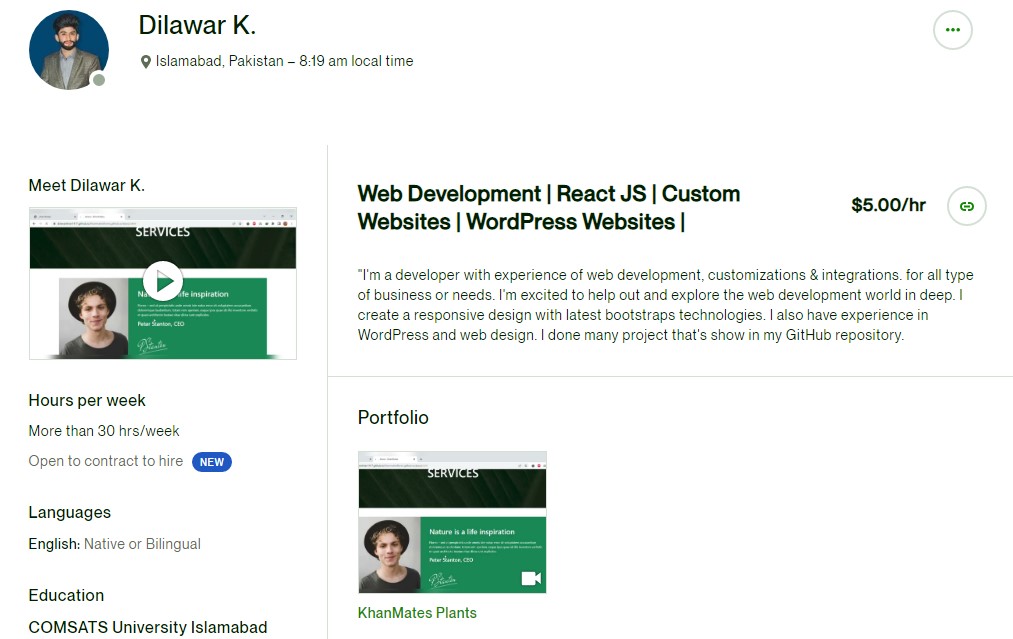 Dilawar K.
Islamabad, Pakistan – 8:19 am local time
Meet Dilawar K.
SERVICES
life inspiration
Peter Stanton, CEO
Hours per week
More than 30 hrs/week
Open to contract to hire NEW
Languages
English: Native or Bilingual
Education
COMSATS University Islamabad
Web Development | React JS | Custom
Websites | WordPress Websites |
$5.00/hr
"I'm a developer with experience of web development, customizations & integrations. for all type
of business or needs. I'm excited to help out and explore the web development world in deep. I
create a responsive design with latest bootstraps technologies. I also have experience in
WordPress and web design. I done many project that's show in my GitHub repository.
Portfolio
SERVICES
Nature is a life inspiration
Peter Stanton, CEO
KhanMates Plants